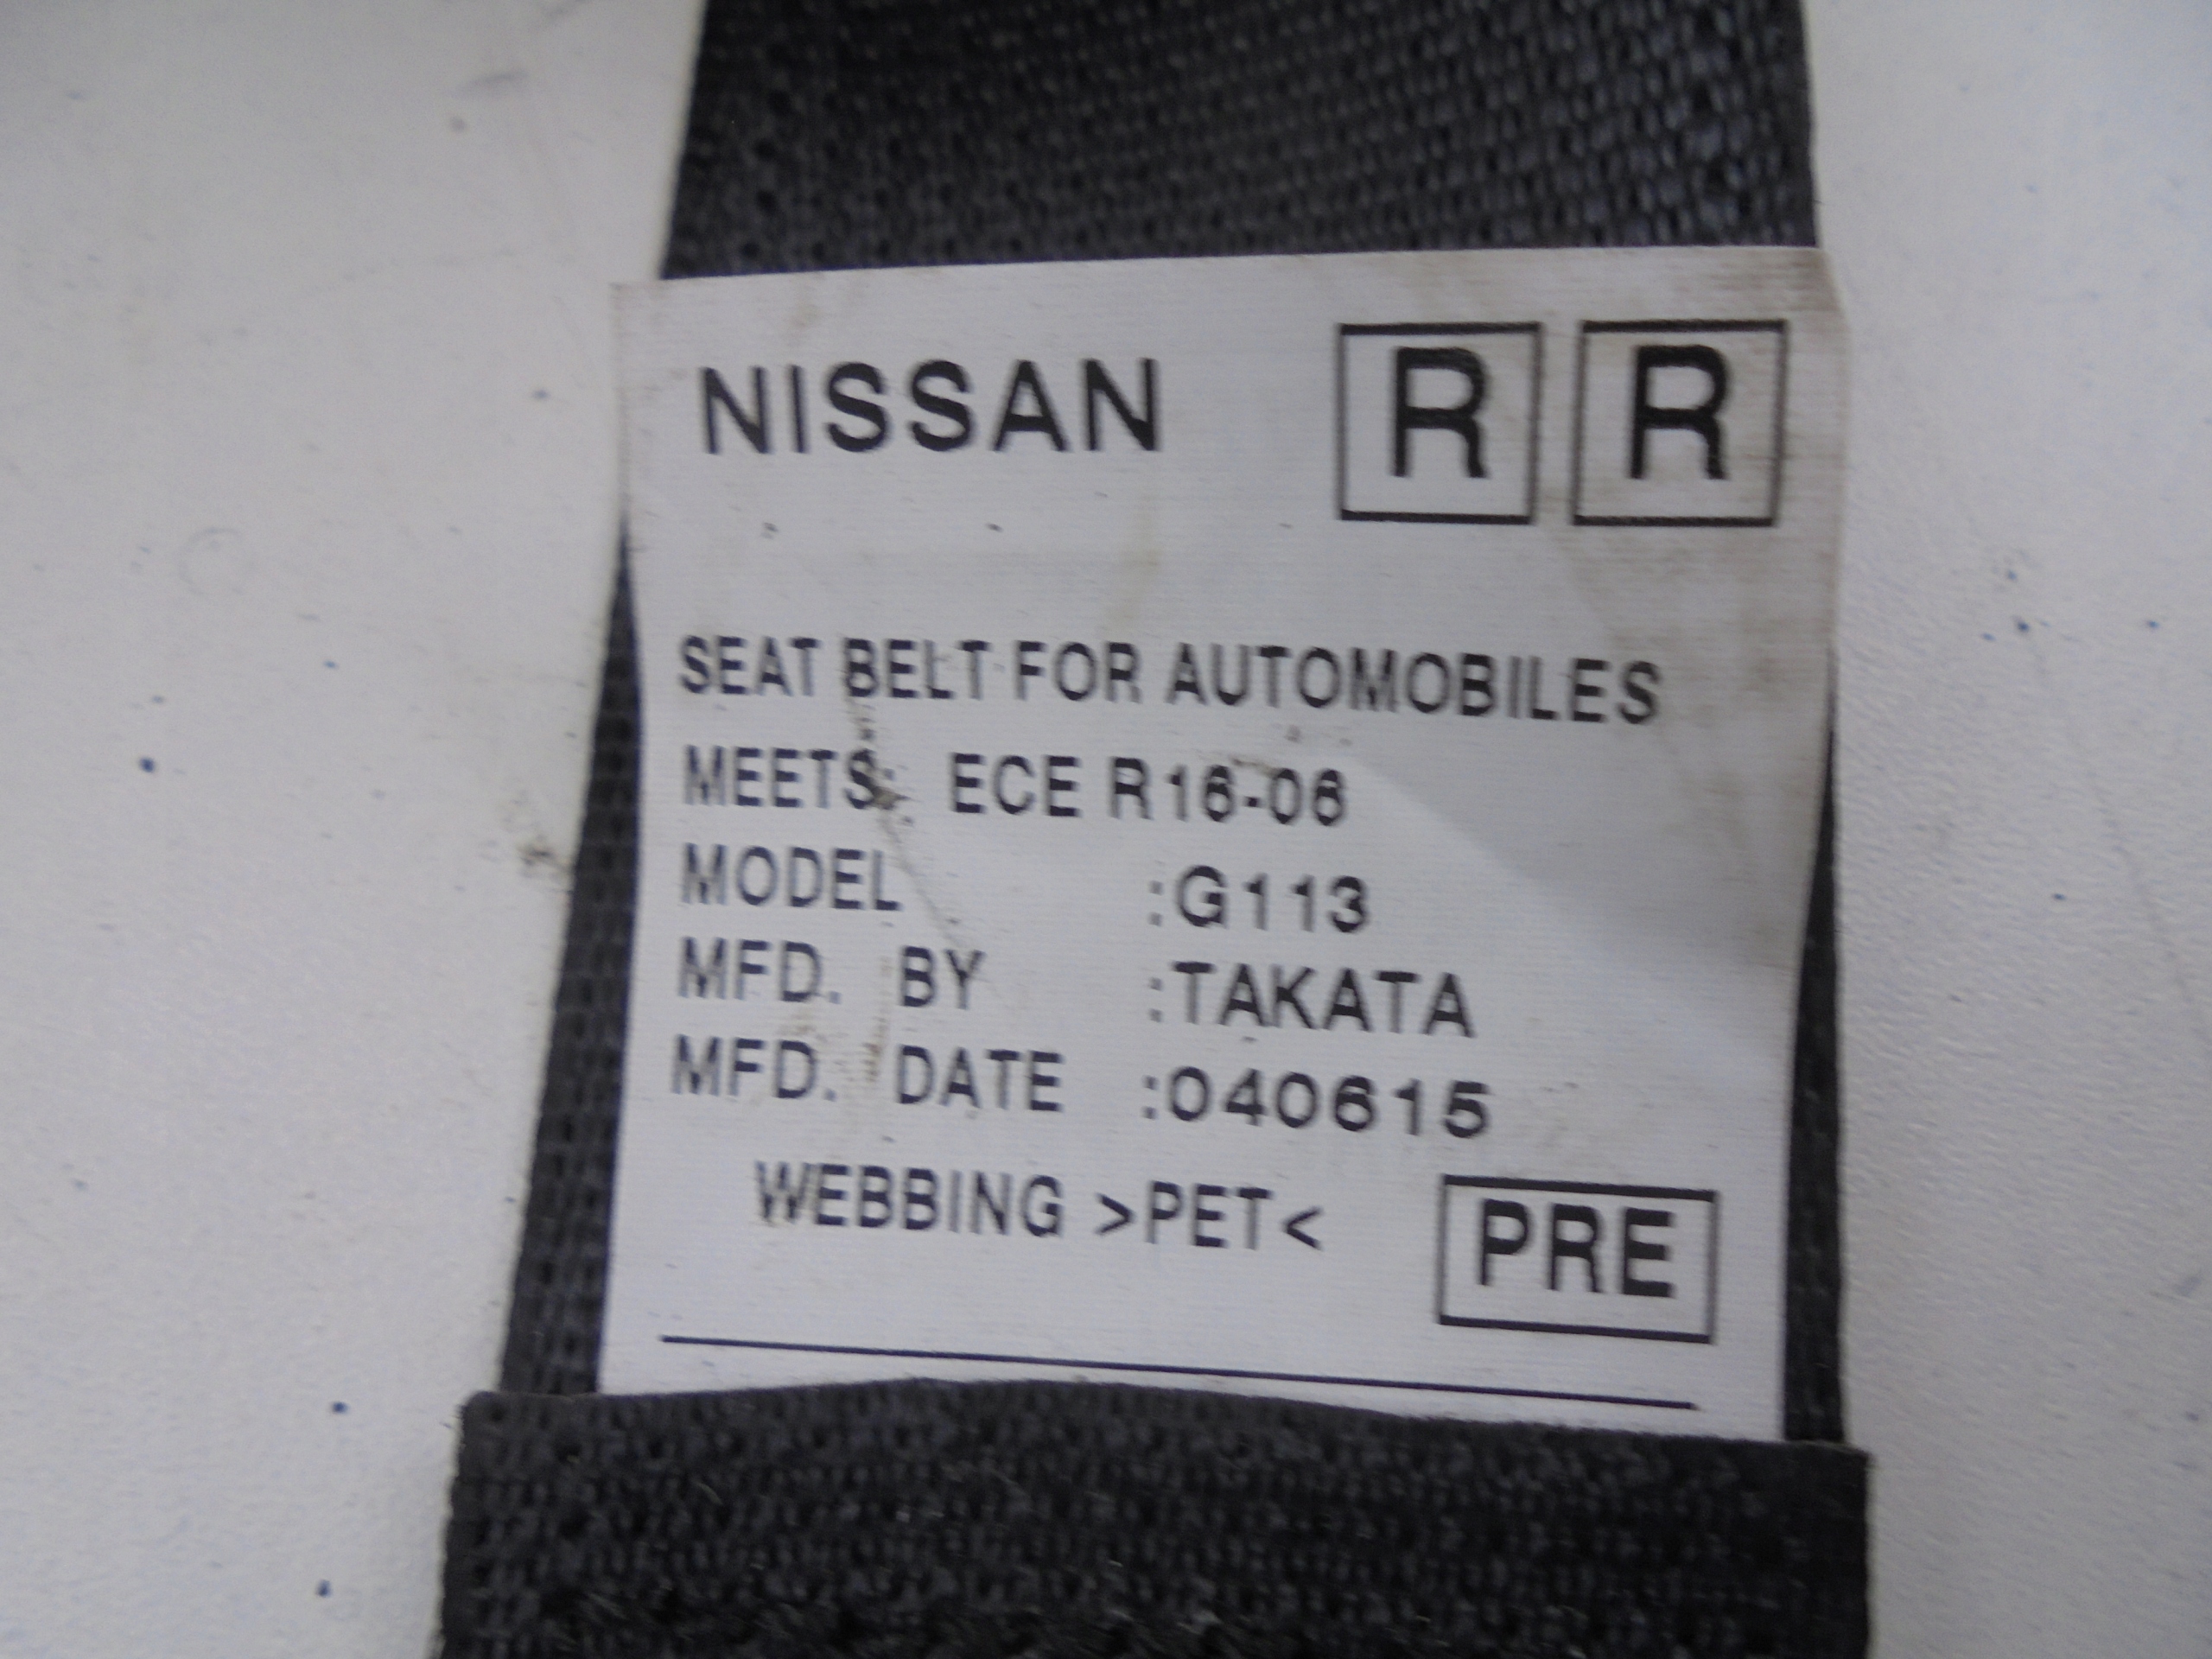 NISSAN R R
SEAT BELT FOR AUTOMOBILES
MEETS: ECE R16-06
MODEL :G113
MFD. BY :TAKATA
MFD. DATE :040615
WEBBING >PET< PRE